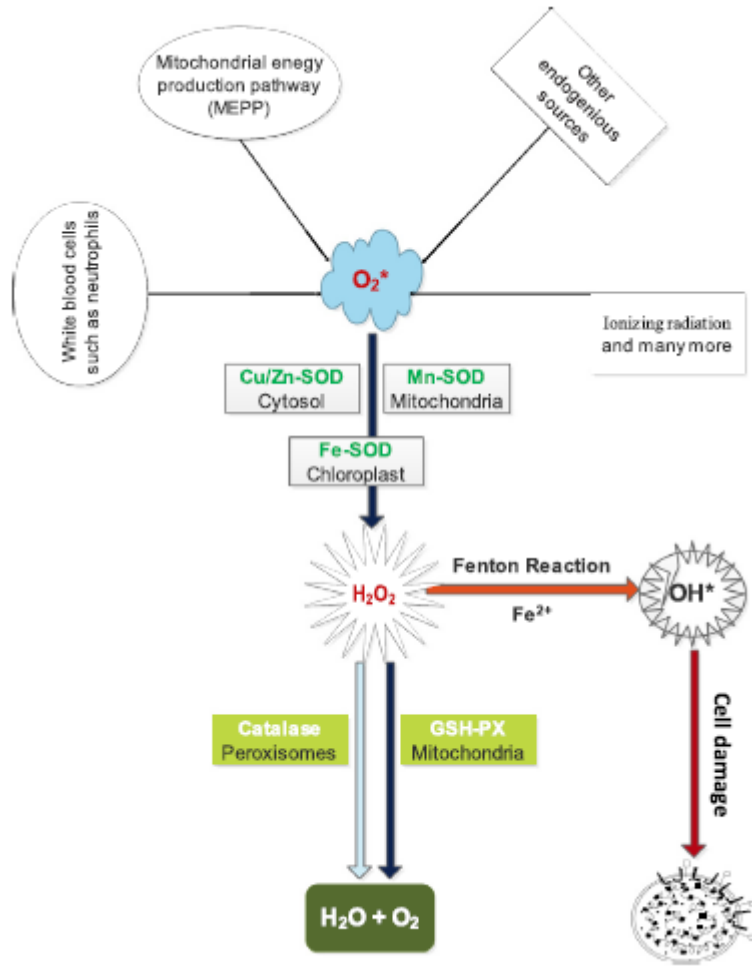 Mitochondrial enegy
production pathway
(MEPP)
Other
endogenious
sources
White blood cells
such as neutrophils
O₂*
Ionizing radiation
and many more
Cu/Zn-SOD
Cytosol
Mn-SOD
Mitochondria
Fe-SOD
Chloroplast
H₂O₂
Fenton Reaction
Fe²⁺
OH*
Catalase
Peroxisomes
GSH-PX
Mitochondria
Cell damage
H₂O + O₂